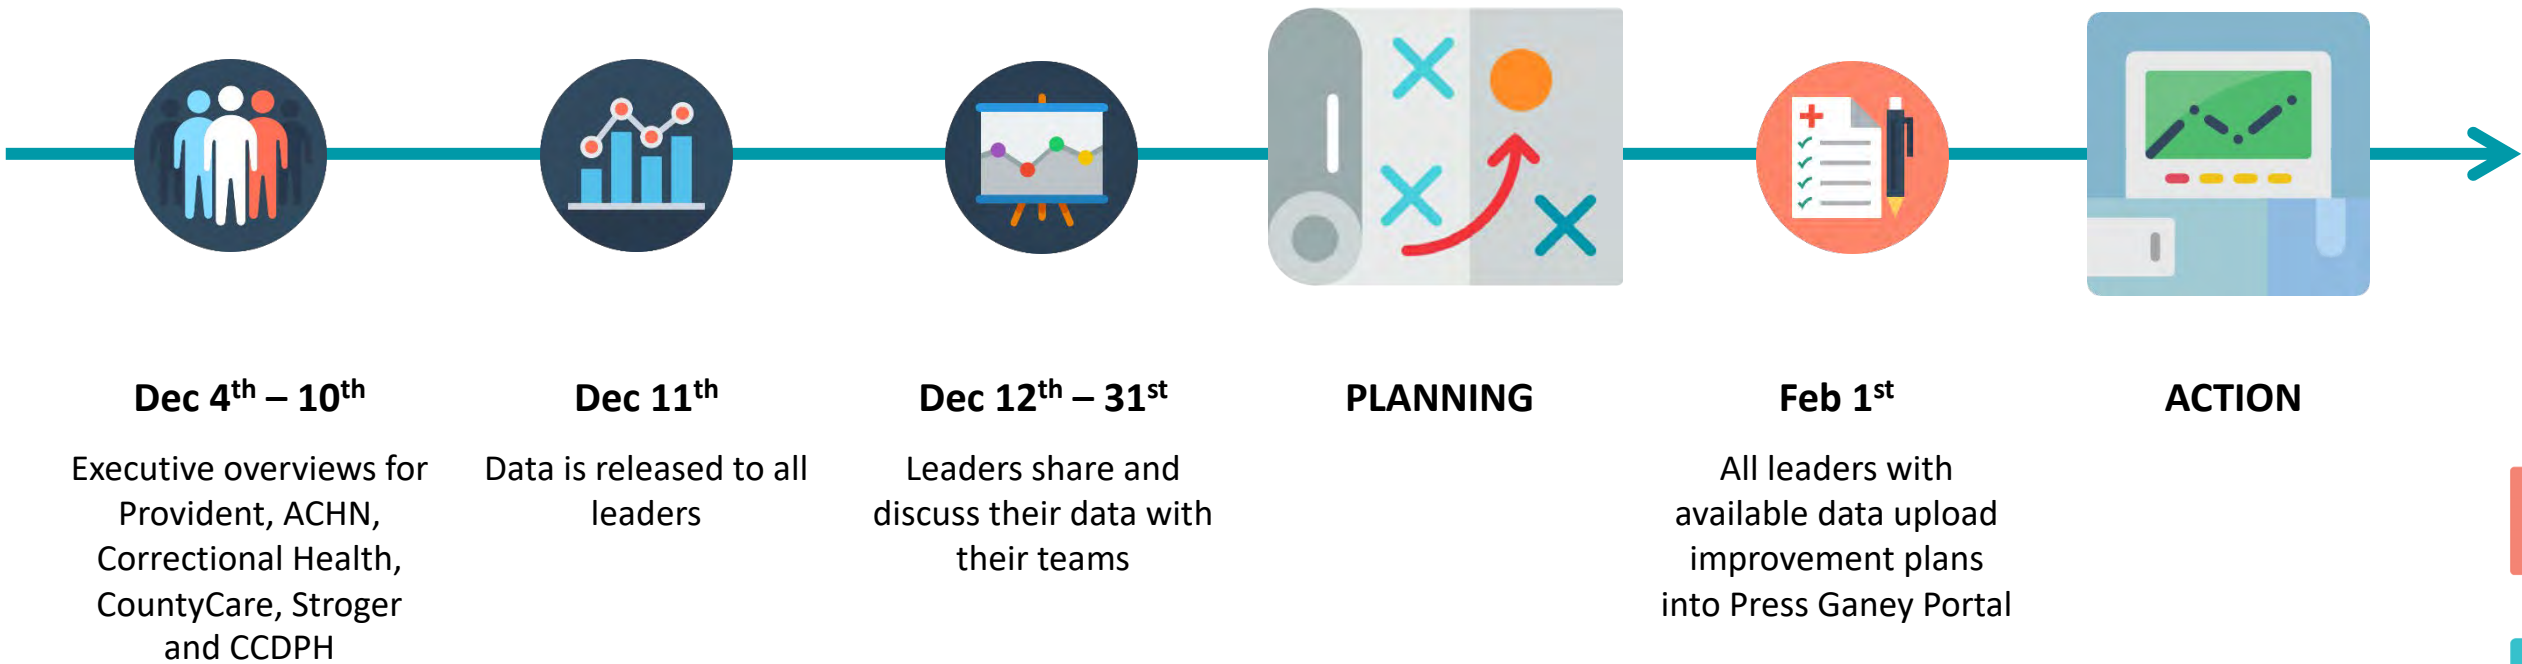 Dec 4th – 10th
Executive overviews for
Provident, ACHN,
Correctional Health,
CountyCare, Stroger
and CCDPH
Dec 11th
Data is released to all
leaders
Dec 12th – 31st
Leaders share and
discuss their data with
their teams
PLANNING
Feb 1st
All leaders with
available data upload
improvement plans
into Press Ganey Portal
ACTION